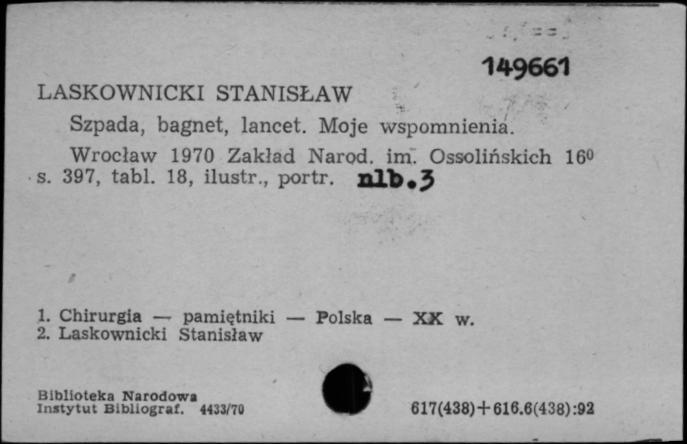 149661
LASKOWNICKI STANISŁAW
Szpada, bagnet, lancet. Moje wspomnienia.
Wrocław 1970 Zakład Narod. im. Ossolińskich 16⁰
s. 397, tabl. 18, ilustr., portr. nlb.3
1. Chirurgia — pamiętniki — Polska — XX w.
2. Laskownicki Stanisław
Biblioteka Narodowa
Instytut Bibliograf. 4433/70
617(438)+616.6(438):92